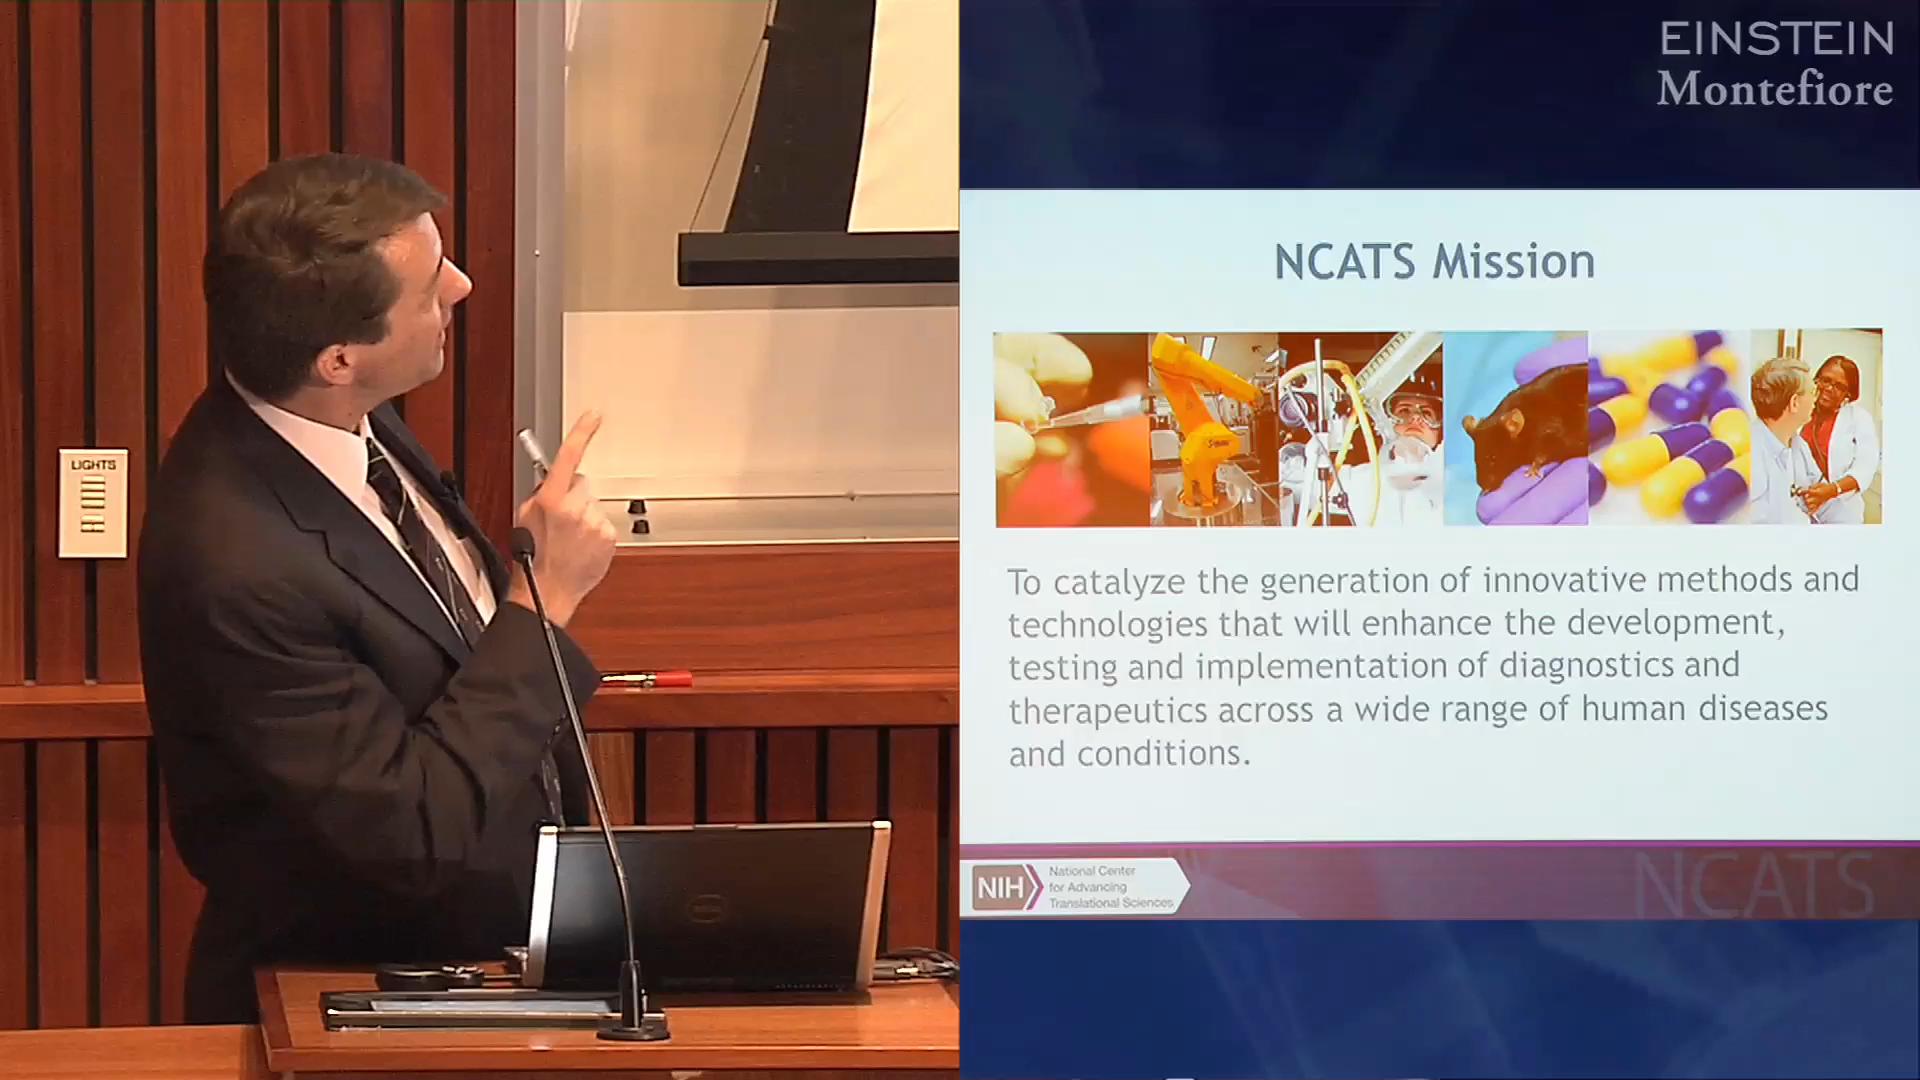 EINSTEIN
Montefiore
LIGHTS
NCATS Mission
To catalyze the generation of innovative methods and
technologies that will enhance the development,
testing and implementation of diagnostics and
therapeutics across a wide range of human diseases
and conditions.
NIH
National Center
for Advancing
Translational Sciences
NCATS